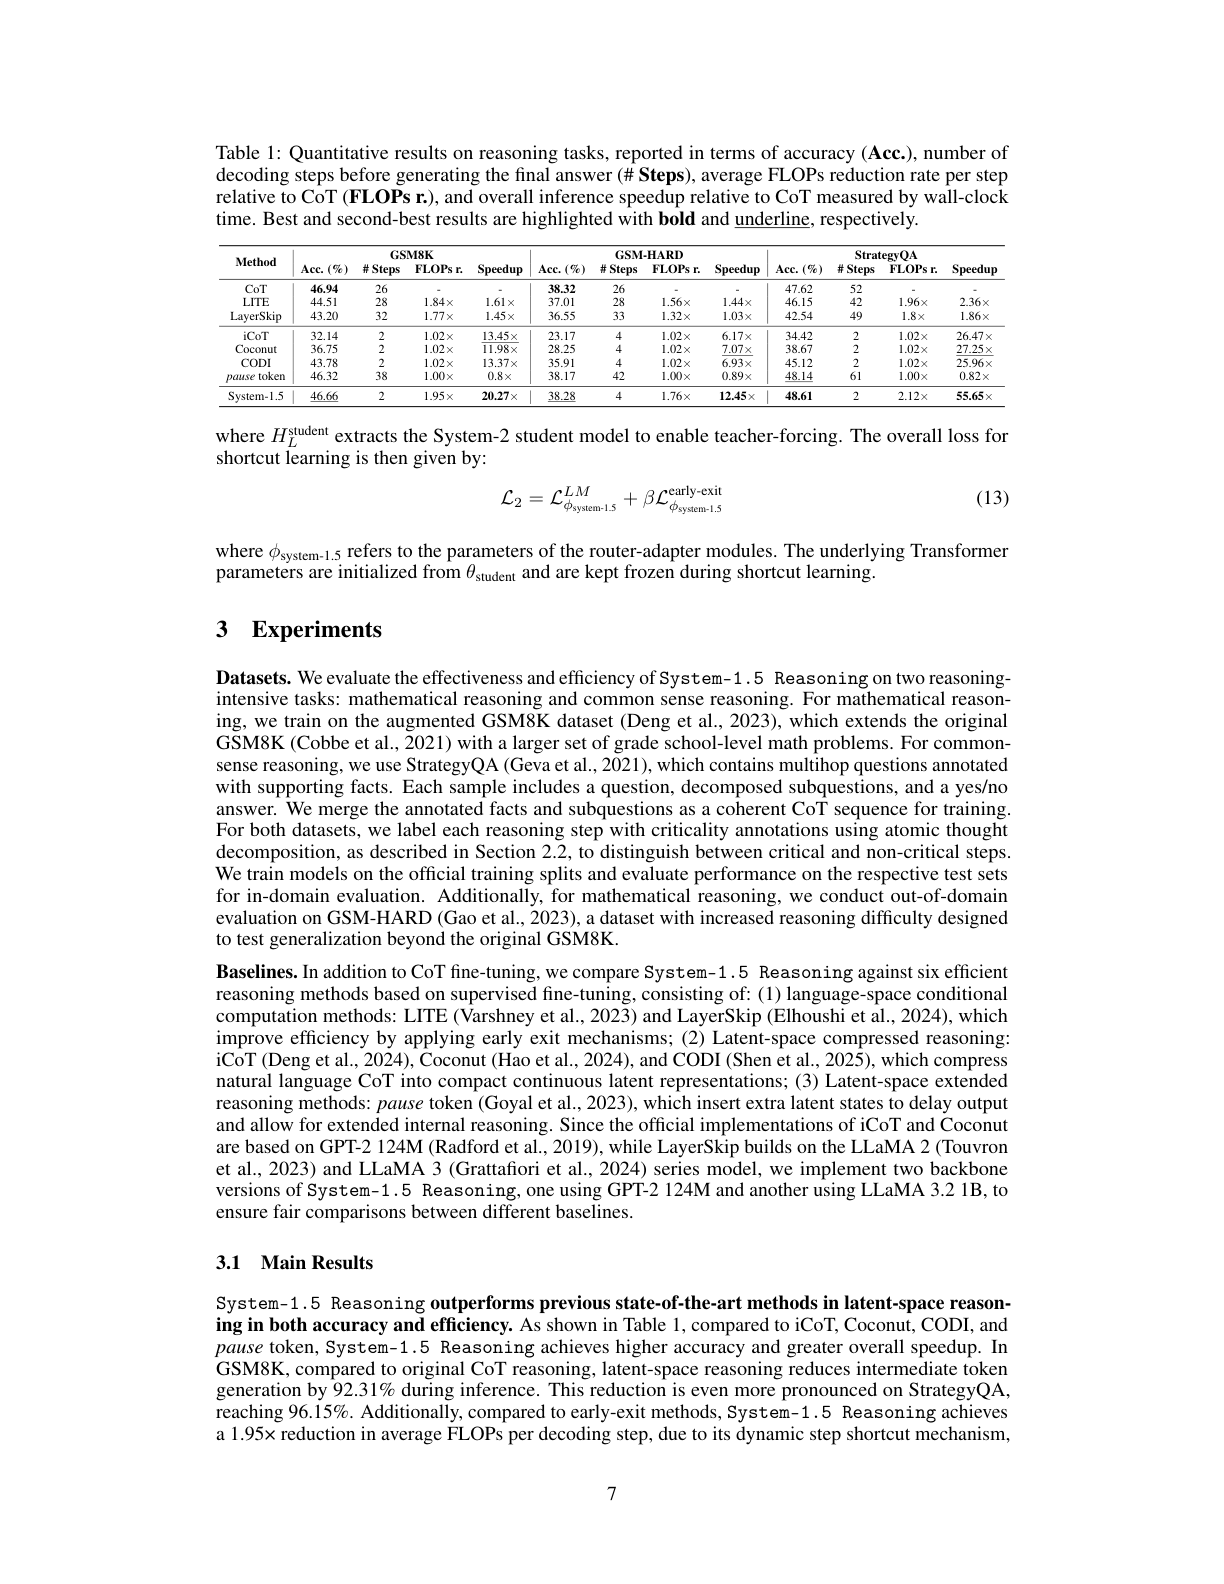 Table 1: Quantitative results on reasoning tasks, reported in terms of accuracy (Acc.), number of
decoding steps before generating the final answer (# Steps), average FLOPs reduction rate per step
relative to CoT (FLOPs r.), and overall inference speedup relative to CoT measured by wall-clock
time. Best and second-best results are highlighted with bold and underline, respectively.
Method GSM8K GSM-HARD StrategyQA
Acc. (%) # Steps FLOPs r. Speedup Acc. (%) # Steps FLOPs r. Speedup Acc. (%) # Steps FLOPs r. Speedup
CoT 46.94 26 - - 38.32 26 - - 47.62 52 - -
LITE 44.51 28 1.84× 1.61× 37.01 28 1.56× 1.44× 46.15 42 1.96× 2.36×
LayerSkip 43.20 32 1.77× 1.45× 36.55 33 1.32× 1.03× 42.54 49 1.8× 1.86×
iCoT 32.14 2 1.02× 13.45× 23.17 4 1.02× 6.17× 34.42 2 1.02× 26.47×
Coconut 36.75 2 1.02× 11.98× 28.25 4 1.02× 7.07× 38.67 2 1.02× 27.25×
CODI 43.78 2 1.02× 13.37× 35.91 4 1.02× 6.93× 45.12 2 1.02× 25.96×
pause token 46.32 38 1.00× 0.8× 38.17 42 1.00× 0.89× 48.14 61 1.00× 0.82×
System-1.5 46.66 2 1.95× 20.27× 38.28 4 1.76× 12.45× 48.61 2 2.12× 55.65×
where H_L^student extracts the System-2 student model to enable teacher-forcing. The overall loss for
shortcut learning is then given by:
ℒ₂ = ℒ^{LM}_{ϕ_system-1.5} + βℒ^{early-exit}_{ϕ_system-1.5} (13)
where ϕ_system-1.5 refers to the parameters of the router-adapter modules. The underlying Transformer
parameters are initialized from θ_student and are kept frozen during shortcut learning.
3 Experiments
Datasets. We evaluate the effectiveness and efficiency of System-1.5 Reasoning on two reasoning-
intensive tasks: mathematical reasoning and common sense reasoning. For mathematical reason-
ing, we train on the augmented GSM8K dataset (Deng et al., 2023), which extends the original
GSM8K (Cobbe et al., 2021) with a larger set of grade school-level math problems. For common-
sense reasoning, we use StrategyQA (Geva et al., 2021), which contains multihop questions annotated
with supporting facts. Each sample includes a question, decomposed subquestions, and a yes/no
answer. We merge the annotated facts and subquestions as a coherent CoT sequence for training.
For both datasets, we label each reasoning step with criticality annotations using atomic thought
decomposition, as described in Section 2.2, to distinguish between critical and non-critical steps.
We train models on the official training splits and evaluate performance on the respective test sets
for in-domain evaluation. Additionally, for mathematical reasoning, we conduct out-of-domain
evaluation on GSM-HARD (Gao et al., 2023), a dataset with increased reasoning difficulty designed
to test generalization beyond the original GSM8K.
Baselines. In addition to CoT fine-tuning, we compare System-1.5 Reasoning against six efficient
reasoning methods based on supervised fine-tuning, consisting of: (1) language-space conditional
computation methods: LITE (Varshney et al., 2023) and LayerSkip (Elhoushi et al., 2024), which
improve efficiency by applying early exit mechanisms; (2) Latent-space compressed reasoning:
iCoT (Deng et al., 2024), Coconut (Hao et al., 2024), and CODI (Shen et al., 2025), which compress
natural language CoT into compact continuous latent representations; (3) Latent-space extended
reasoning methods: pause token (Goyal et al., 2023), which insert extra latent states to delay output
and allow for extended internal reasoning. Since the official implementations of iCoT and Coconut
are based on GPT-2 124M (Radford et al., 2019), while LayerSkip builds on the LLaMA 2 (Touvron
et al., 2023) and LLaMA 3 (Grattafiori et al., 2024) series model, we implement two backbone
versions of System-1.5 Reasoning, one using GPT-2 124M and another using LLaMA 3.2 1B, to
ensure fair comparisons between different baselines.
3.1 Main Results
System-1.5 Reasoning outperforms previous state-of-the-art methods in latent-space reason-
ing in both accuracy and efficiency. As shown in Table 1, compared to iCoT, Coconut, CODI, and
pause token, System-1.5 Reasoning achieves higher accuracy and greater overall speedup. In
GSM8K, compared to original CoT reasoning, latent-space reasoning reduces intermediate token
generation by 92.31% during inference. This reduction is even more pronounced on StrategyQA,
reaching 96.15%. Additionally, compared to early-exit methods, System-1.5 Reasoning achieves
a 1.95× reduction in average FLOPs per decoding step, due to its dynamic step shortcut mechanism,
7